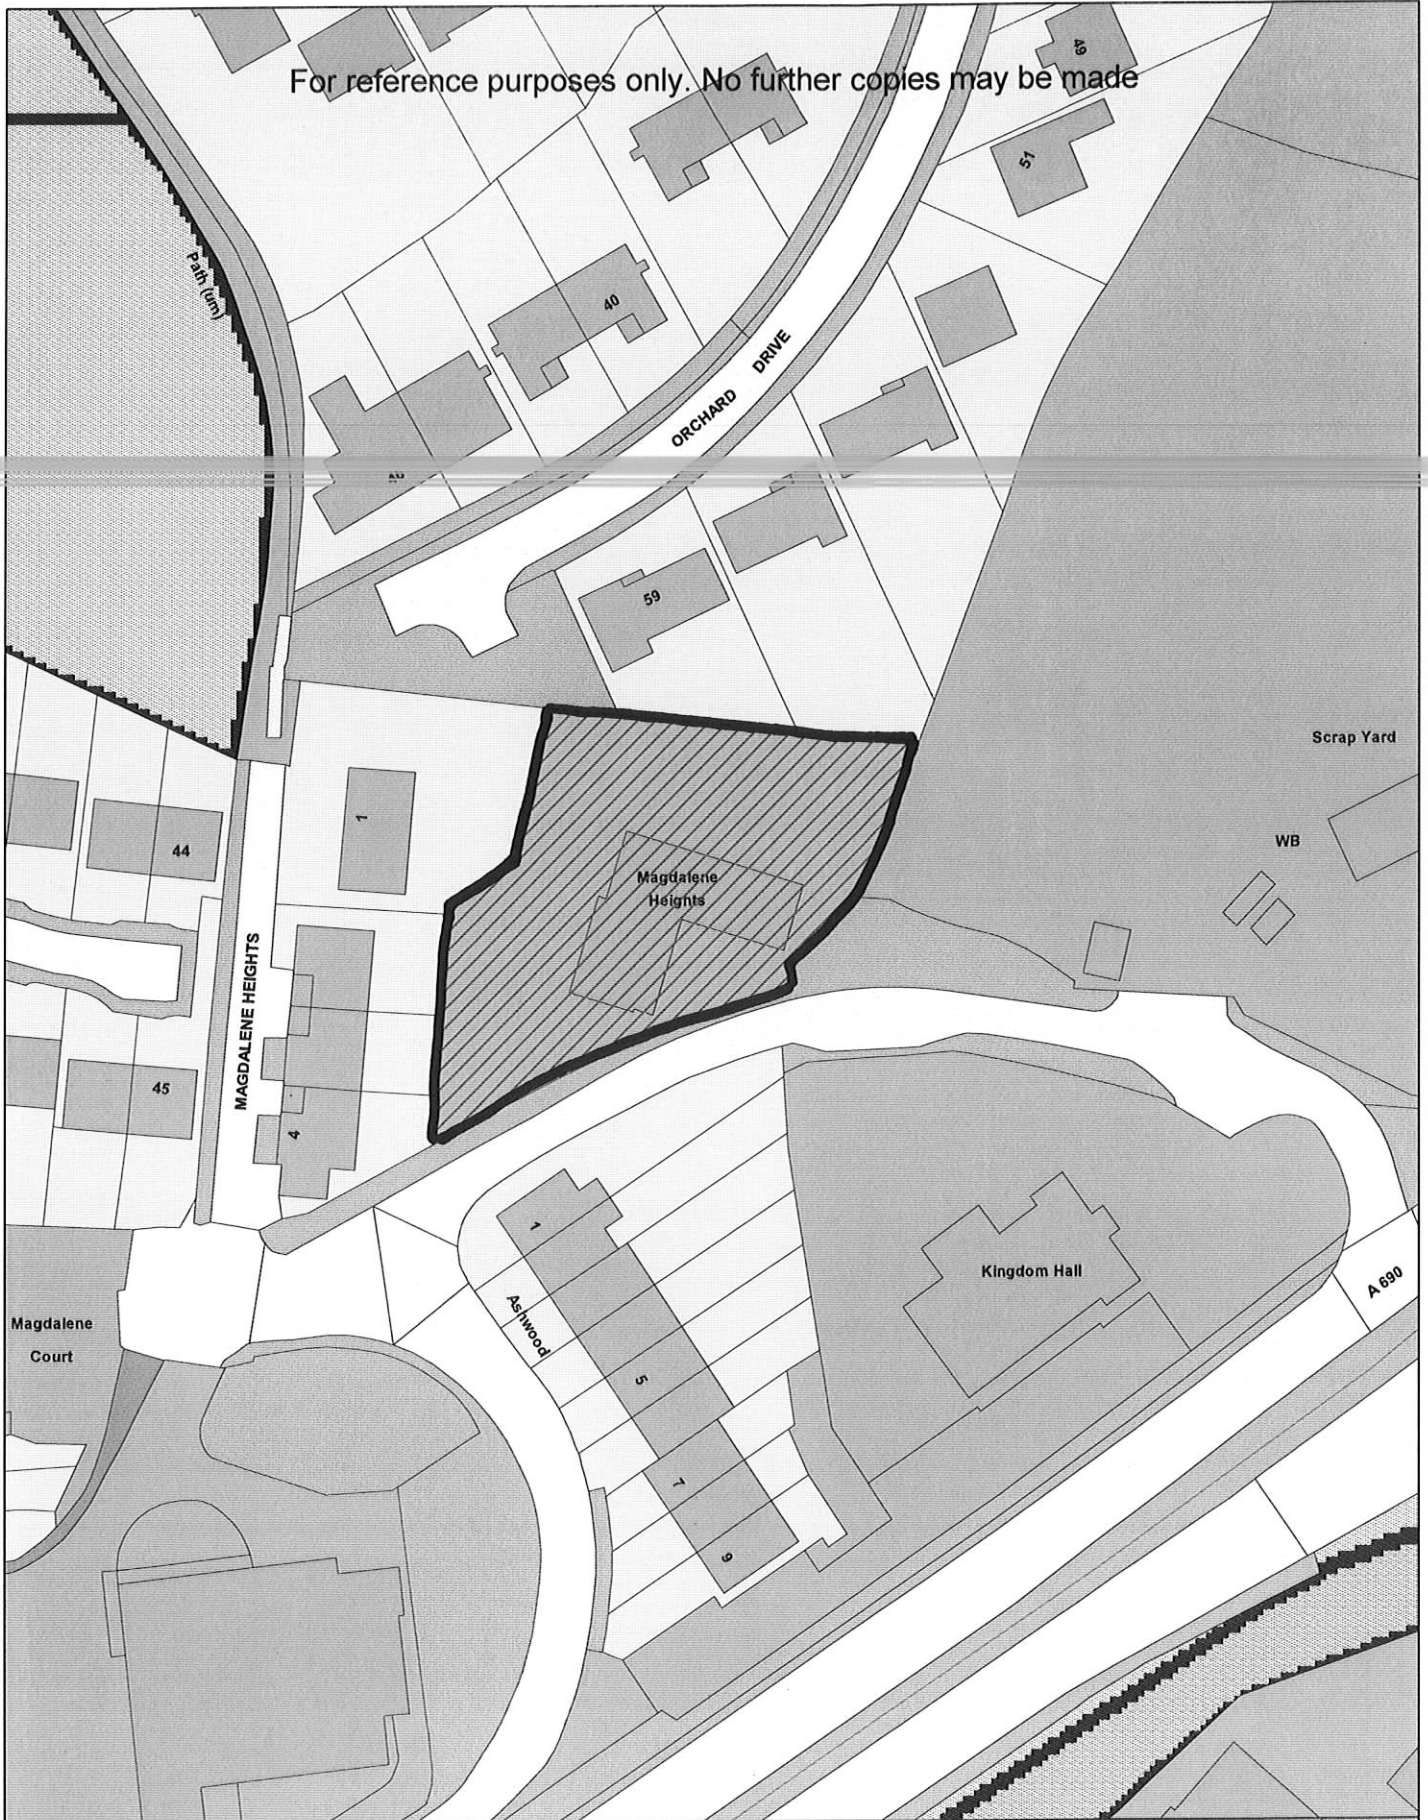 For reference purposes only. No further copies may be made
49
51
Path (um)
40
ORCHARD DRIVE
59
Scrap Yard
1
WB
44
Magdalene
Heights
MAGDALENE HEIGHTS
45
4
1
Kingdom Hall
A 690
Magdalene
Court
Ashwood
5
7
9